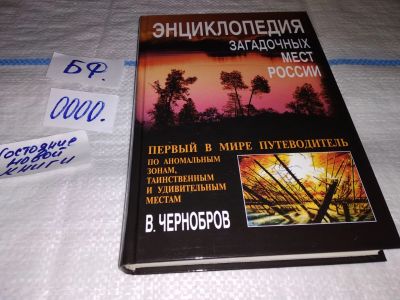 ЭНЦИКЛОПЕДИЯ
ЗАГАДОЧНЫХ
МЕСТ
РОССИИ
ПЕРВЫЙ В МИРЕ ПУТЕВОДИТЕЛЬ
ПО АНОМАЛЬНЫМ
ЗОНАМ,
ТАИНСТВЕННЫМ
И УДИВИТЕЛЬНЫМ
МЕСТАМ
В. ЧЕРНОБРОВ
БФ.
0000.
Состояние
новой
книги